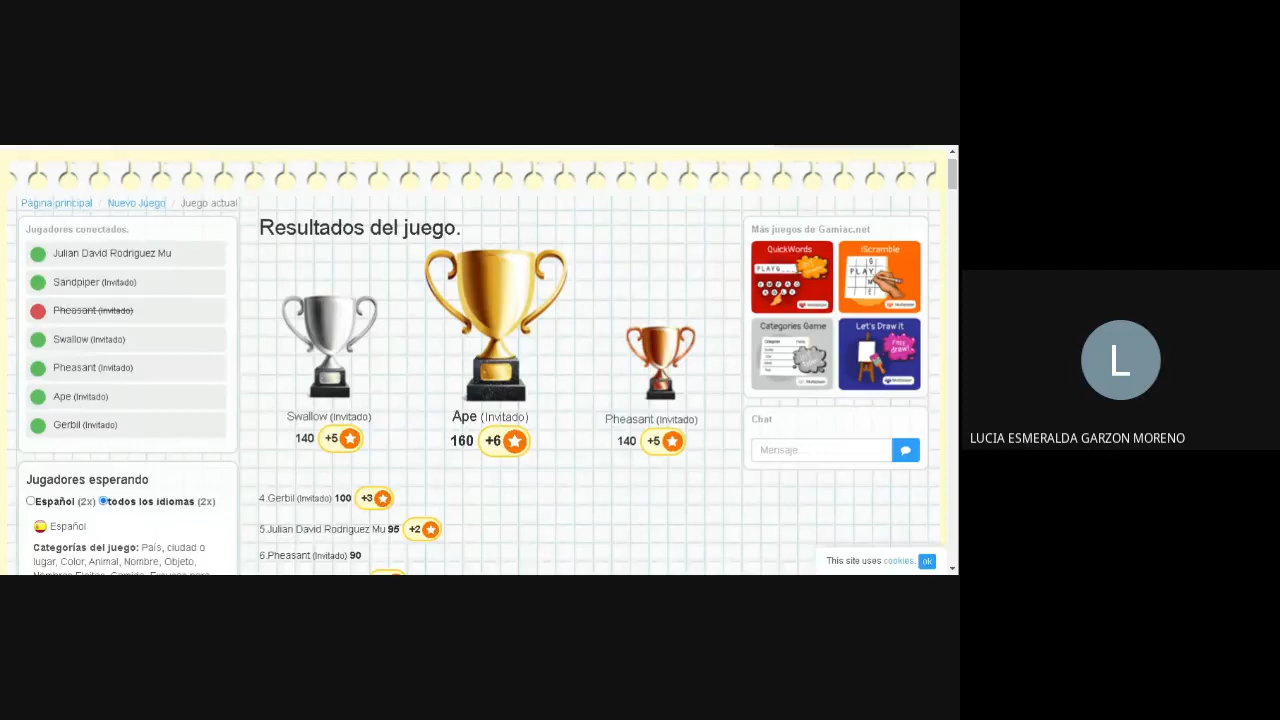 Página principal / Nuevo Juego / Juego actual
Jugadores conectados.
Julian David Rodriguez Mu
Sandpiper (Invitado)
Pheasant (Invitado)
Swallow (Invitado)
Pheasant (Invitado)
Ape (Invitado)
Gerbil (Invitado)
Jugadores esperando
Español (2x) todos los idiomas (2x)
Español
Categorías del juego: País, ciudad o
lugar, Color, Animal, Nombre, Objeto,
Resultados del juego.
Swallow (Invitado)
140 +5
Ape (Invitado)
160 +6
Pheasant (Invitado)
140 +5
4.Gerbil (Invitado) 100 +3
5.Julian David Rodriguez Mu 95 +2
6.Pheasant (Invitado) 90
Más juegos de Gamiac.net
QuickWords
PLAYG
iScramble
PLAY
Categories Game
Let's Draw it
Chat
Mensaje...
This site uses cookies. ok
L
LUCIA ESMERALDA GARZON MORENO